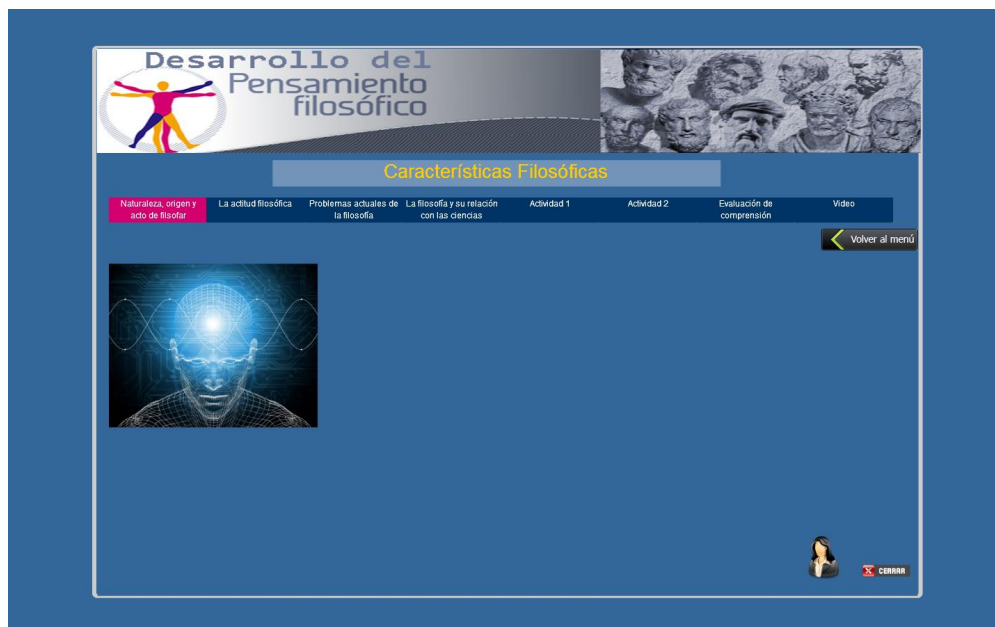 Desarrollo del
Pensamiento
filosófico
Características Filosóficas
Naturaleza, origen y
acto de filsofar
La actitud filosófica
Problemas actuales de
la filosofía
La filosofía y su relación
con las ciencias
Actividad 1
Actividad 2
Evaluación de
comprensión
Video
Volver al menú
X CERRAR